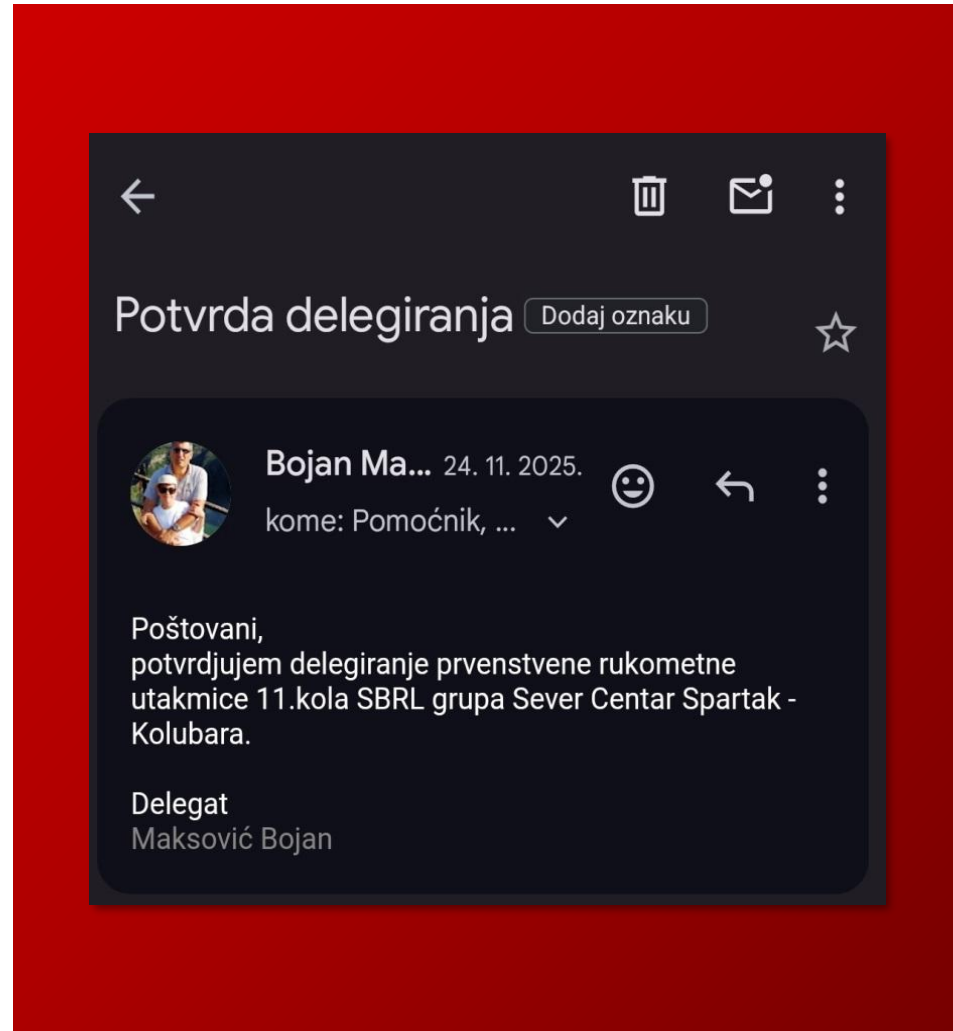 Potvrda delegiranja Dodaj oznaku
Bojan Ma... 24. 11. 2025.
kome: Pomoćnik, ...
Poštovani,
potvrdjujem delegiranje prvenstvene rukometne
utakmice 11.kola SBRL grupa Sever Centar Spartak -
Kolubara.
Delegat
Maksović Bojan